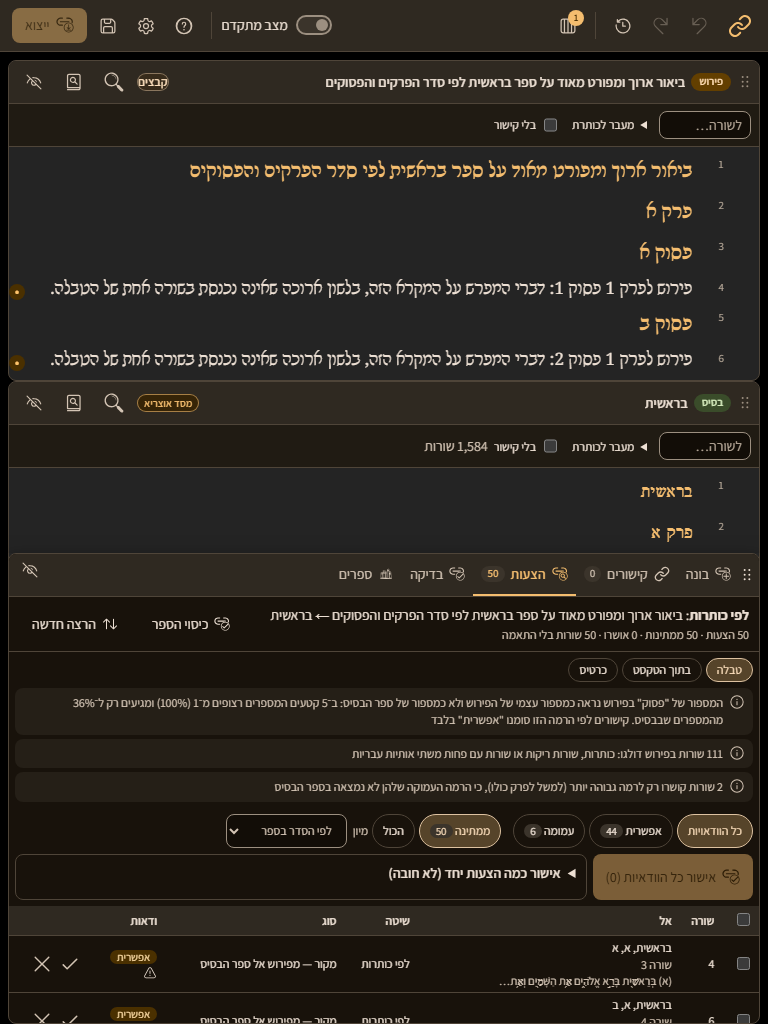 1
מצב מתקדם
ייצוא
פירוש
ביאור ארוך ומפורט מאוד על ספר בראשית לפי סדר הפרקים והפסוקים
קבצים
לשורה...
מעבר לכותרת
בלי קישור
1 ביאור ארוך ומפורט מאוד על ספר בראשית לפי סדר הפרקים והפסוקים
2 פרק א
3 פסוק א
4 פירוש לפרק 1 פסוק 1: דברי המפרש על המקרא הזה, בלשון ארוכה שאינה נכנסת בשורה אחת של הטבלה.
5 פסוק ב
6 פירוש לפרק 1 פסוק 2: דברי המפרש על המקרא הזה, בלשון ארוכה שאינה נכנסת בשורה אחת של הטבלה.
בסיס
בראשית
מסד אוצריא
לשורה...
מעבר לכותרת
בלי קישור
1,584 שורות
1 בראשית
2 פרק א
בונה
קישורים 0
הצעות 50
בדיקה
ספרים
לפי כותרות: ביאור ארוך ומפורט מאוד על ספר בראשית לפי סדר הפרקים והפסוקים ← בראשית
50 הצעות · 50 ממתינות · 0 אושרו · 50 שורות בלי התאמה
כיסוי הספר
הרצה חדשה
טבלה
בתוך הטקסט
כרטיס
המספור של "פסוק" בפירוש נראה כמספור עצמי של הפירוש ולא כמספור של ספר הבסיס: ב־5 קטעים המספרים רצופים מ־1 (100%) ומגיעים רק ל־36%
מהמספרים שבבסיס. קישורים לפי הרמה הזו סומנו "אפשרית" בלבד
111 שורות בפירוש דולגו: כותרות, שורות ריקות או שורות עם פחות משתי אותיות עבריות
2 שורות קושרו רק לרמה גבוהה יותר (למשל לפרק כולו), כי הרמה העמוקה שלהן לא נמצאה בספר הבסיס
כל הוודאויות
אפשרית 44
עמומה 6
ממתינה 50
הכול
מיון
לפי הסדר בספר
אישור כל הוודאיות (0)
אישור כמה הצעות יחד (לא חובה)
שורה
אל
שיטה
סוג
ודאות
4
בראשית, א, א
שורה 3
(א) בְּרֵאשִׁ֖ית בָּרָ֣א אֱלֹהִ֑ים אֵ֥ת הַשָּׁמַ֖יִם וְאֵ֥ת...
לפי כותרות
מקור — מפירוש אל ספר הבסיס
אפשרית
6
בראשית, א, ב
שורה 4
לפי כותרות
מקור — מפירוש אל ספר הבסיס
אפשרית